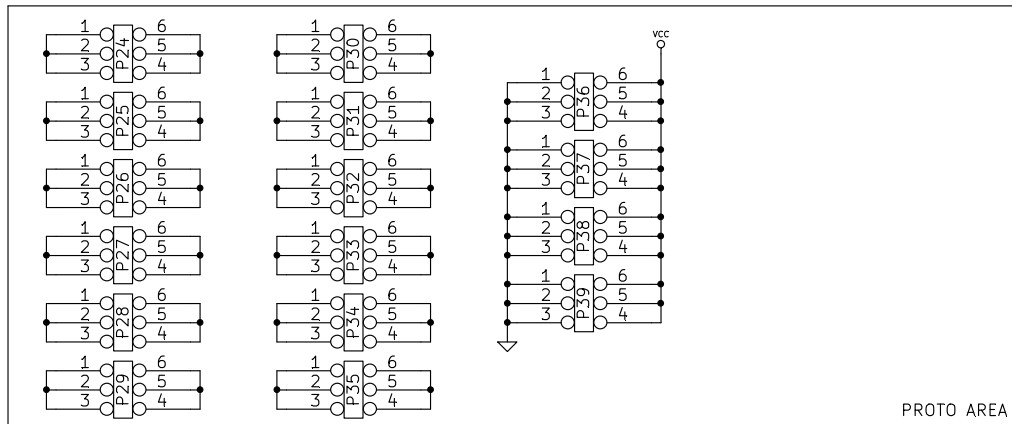 1 P24 6
2 5
3 4
1 P25 6
2 5
3 4
1 P26 6
2 5
3 4
1 P27 6
2 5
3 4
1 P28 6
2 5
3 4
1 P29 6
2 5
3 4
1 P30 6
2 5
3 4
1 P31 6
2 5
3 4
1 P32 6
2 5
3 4
1 P33 6
2 5
3 4
1 P34 6
2 5
3 4
1 P35 6
2 5
3 4
VCC
1 P36 6
2 5
3 4
1 P37 6
2 5
3 4
1 P38 6
2 5
3 4
1 P39 6
2 5
3 4
PROTO AREA